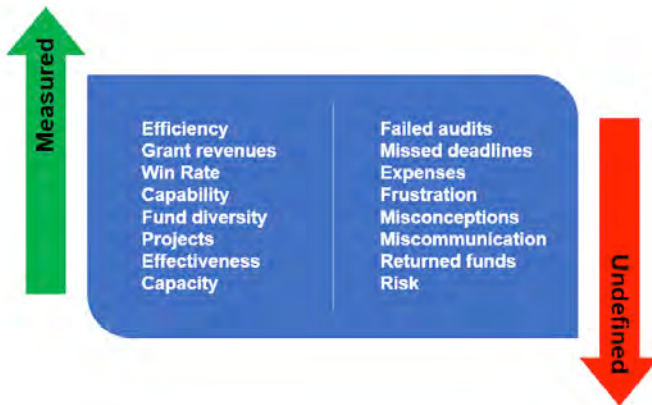 Measured
Efficiency
Grant revenues
Win Rate
Capability
Fund diversity
Projects
Effectiveness
Capacity
Failed audits
Missed deadlines
Expenses
Frustration
Misconceptions
Miscommunication
Returned funds
Risk
Undefined